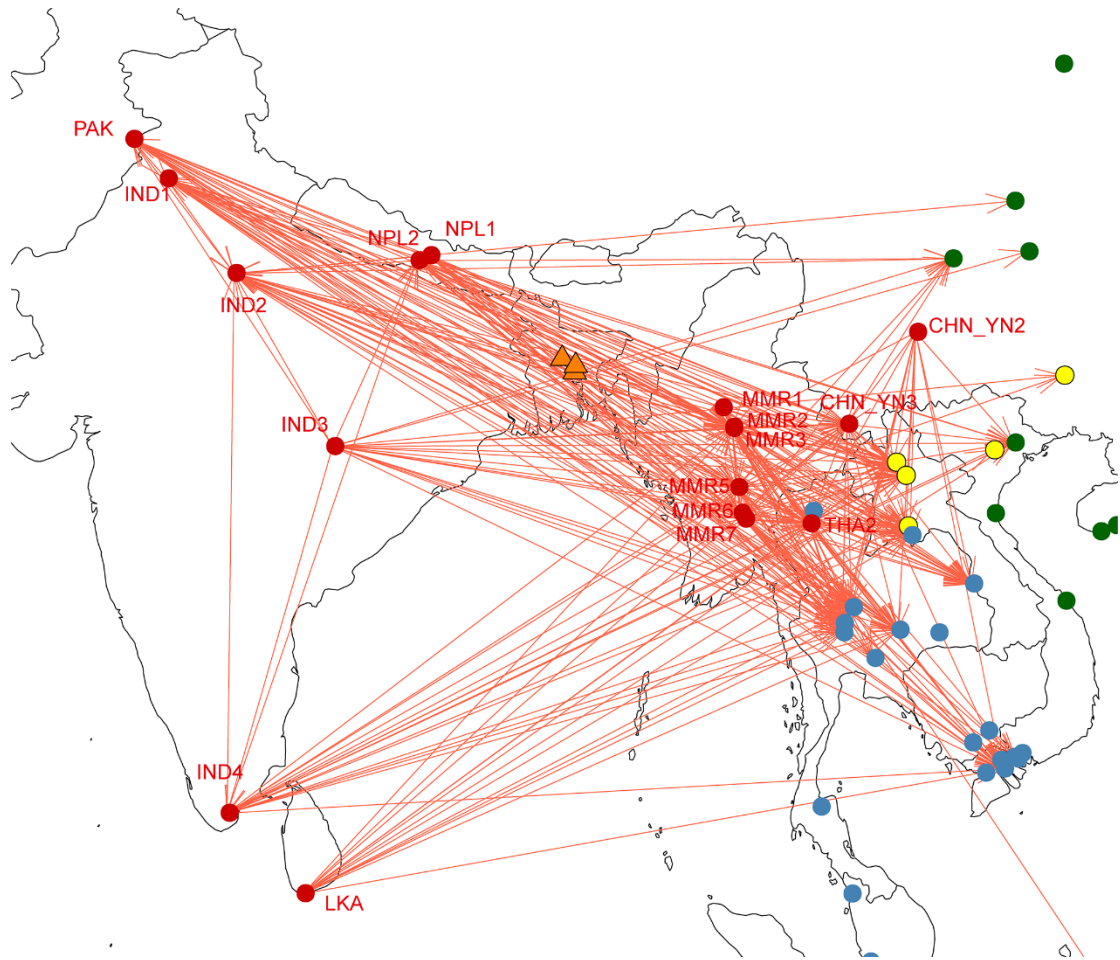 PAK
IND1
NPL1
NPL2
IND2
CHN_YN2
MMR1
CHN_YN3
MMR2
IND3
MMR3
MMR5
MMR6
THA2
MMR7
IND4
LKA